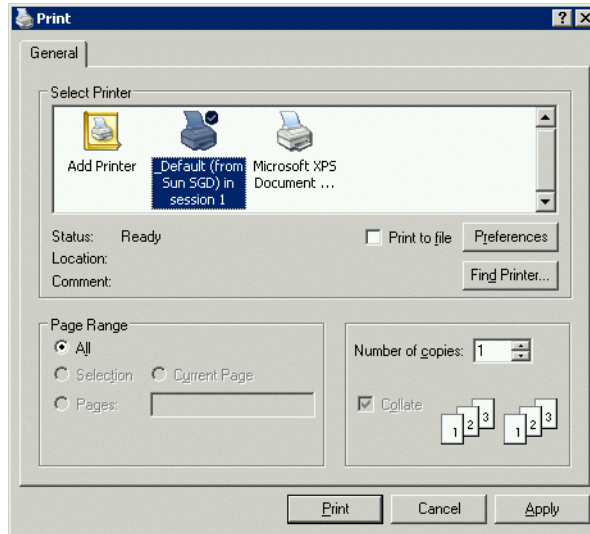 Print
General
Select Printer
Add Printer
_Default (from Sun SGD) in session 1
Microsoft XPS Document ...
Status: Ready
Print to file
Preferences
Location:
Comment:
Find Printer...
Page Range
All
Selection
Current Page
Pages:
Number of copies: 1
Collate
1 2 3 1 2 3
Print
Cancel
Apply